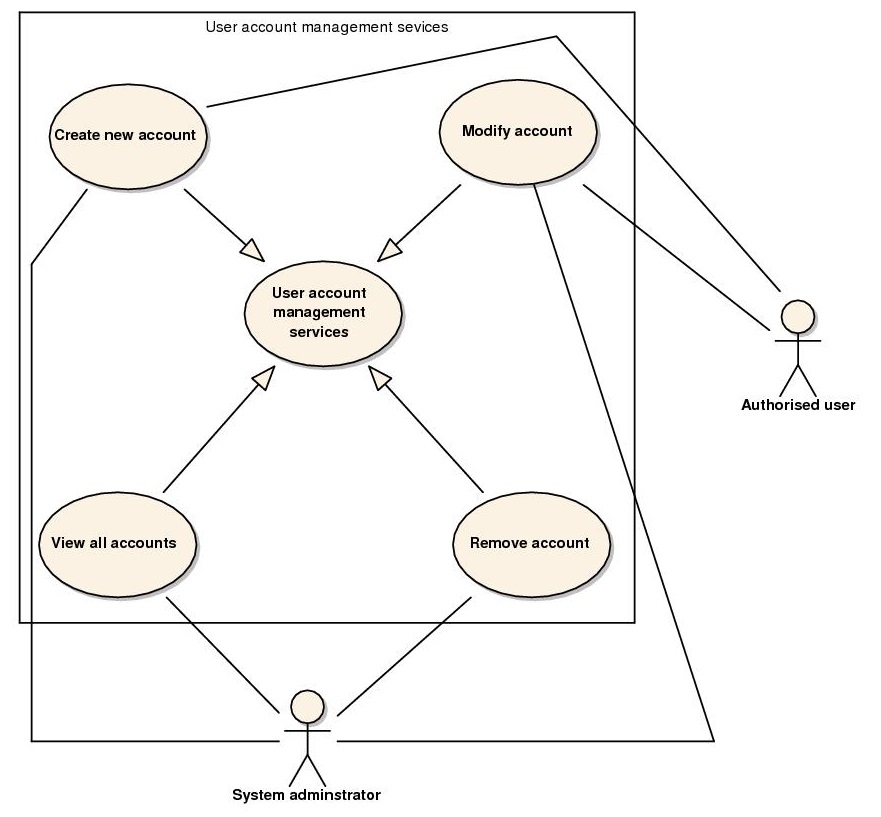 User account management sevices
Create new account
Modify account
User account
management
services
Authorised user
View all accounts
Remove account
System adminstrator